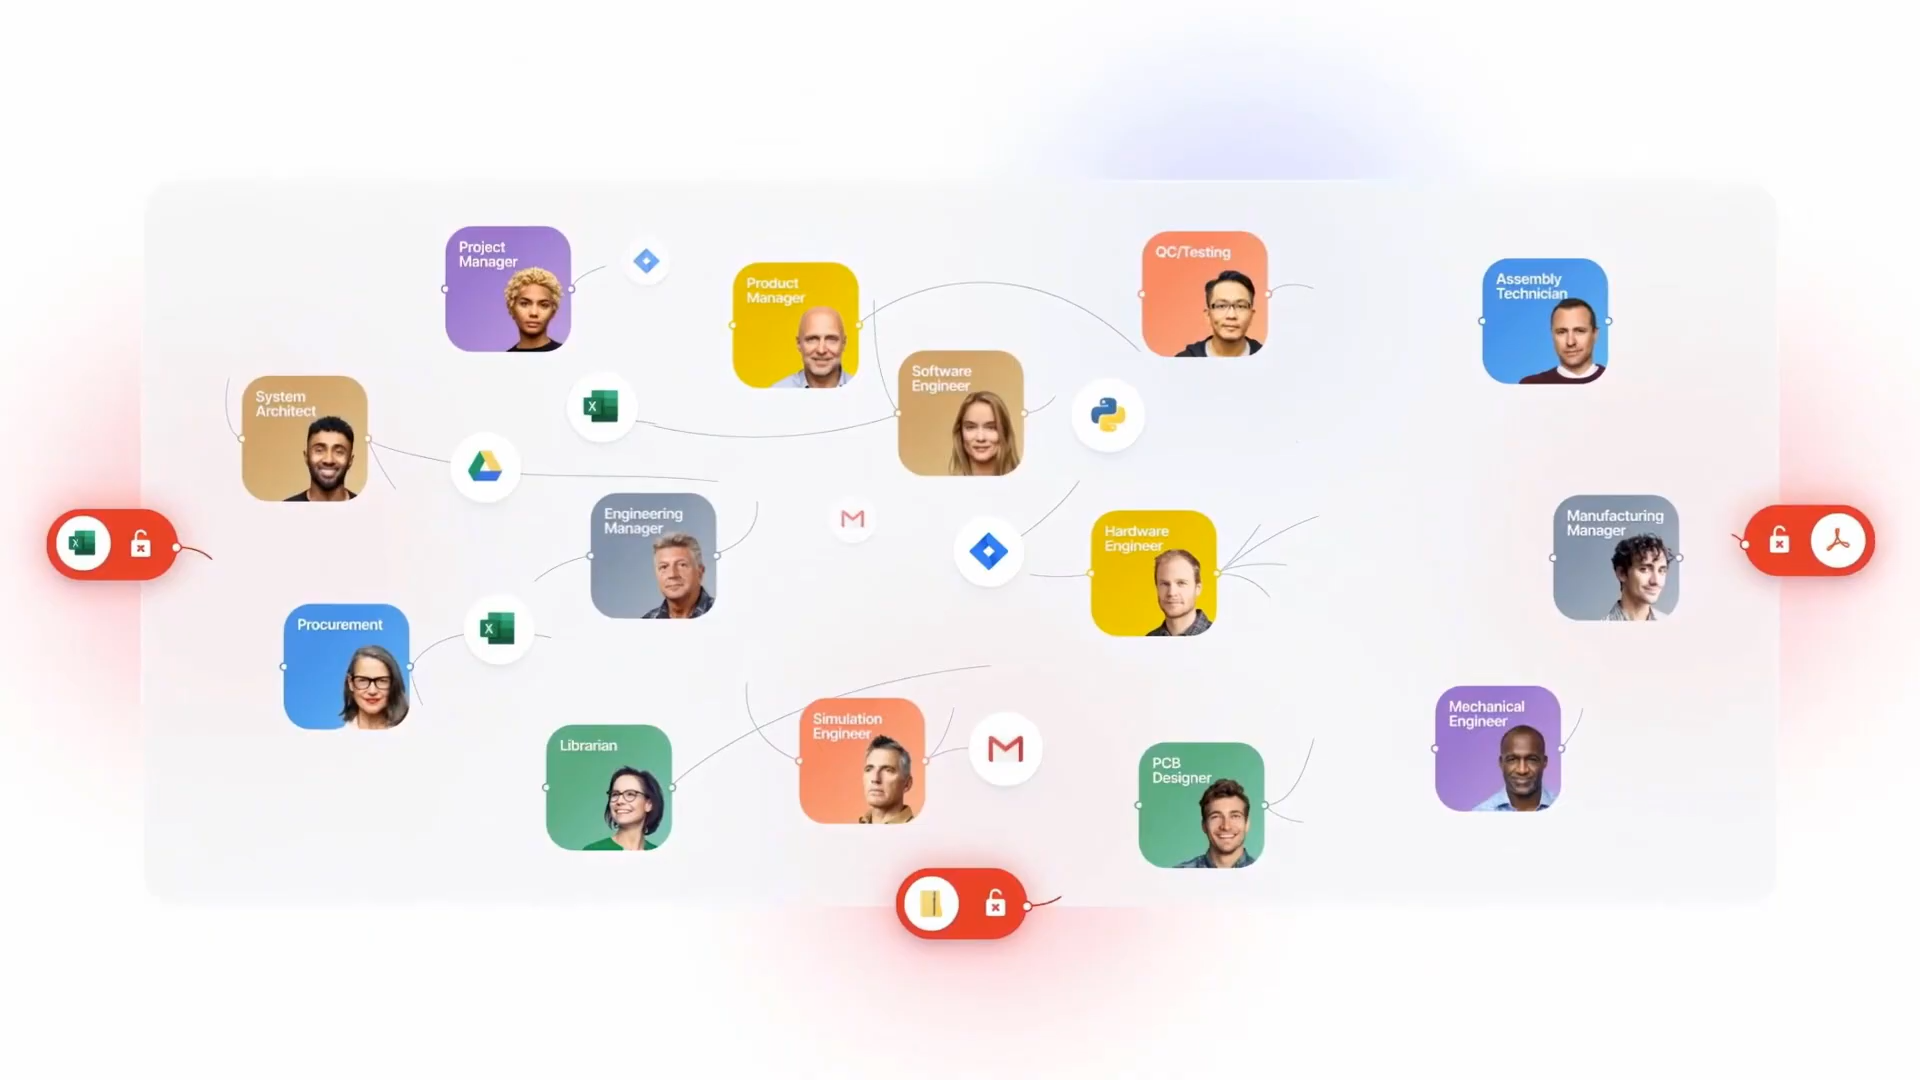 Project
Manager
Product
Manager
QC/Testing
Assembly
Technician
System
Architect
Software
Engineer
Engineering
Manager
Hardware
Engineer
Manufacturing
Manager
Procurement
Librarian
Simulation
Engineer
PCB
Designer
Mechanical
Engineer
X
X
X